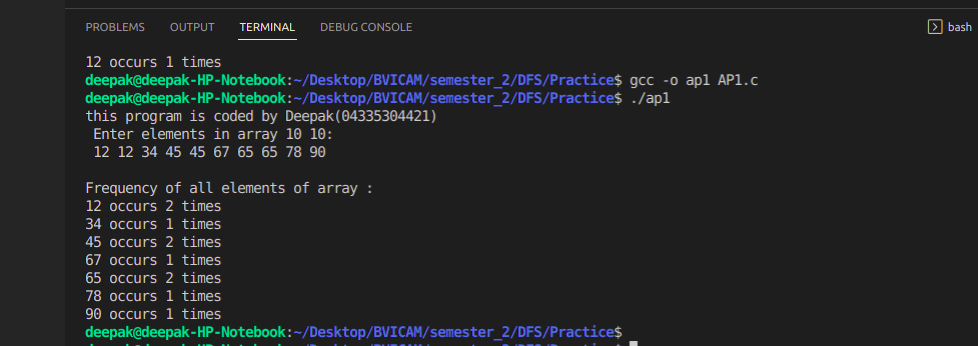 PROBLEMS OUTPUT TERMINAL DEBUG CONSOLE bash
12 occurs 1 times
deepak@deepak-HP-Notebook:~/Desktop/BVICAM/semester_2/DFS/Practice$ gcc -o ap1 AP1.c
deepak@deepak-HP-Notebook:~/Desktop/BVICAM/semester_2/DFS/Practice$ ./ap1
this program is coded by Deepak(04335304421)
Enter elements in array 10 10:
12 12 34 45 45 67 65 65 78 90
Frequency of all elements of array :
12 occurs 2 times
34 occurs 1 times
45 occurs 2 times
67 occurs 1 times
65 occurs 2 times
78 occurs 1 times
90 occurs 1 times
deepak@deepak-HP-Notebook:~/Desktop/BVICAM/semester_2/DFS/Practice$